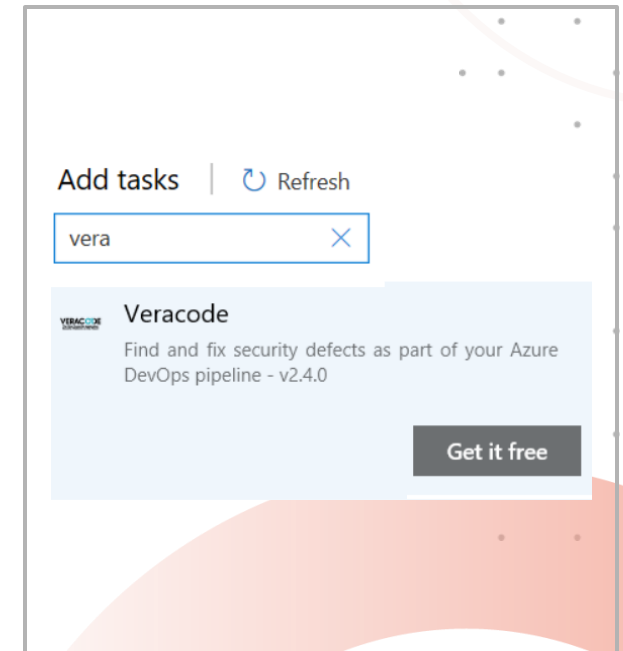 Add tasks
Refresh
vera
VERACODE
Veracode
Find and fix security defects as part of your Azure
DevOps pipeline - v2.4.0
Get it free